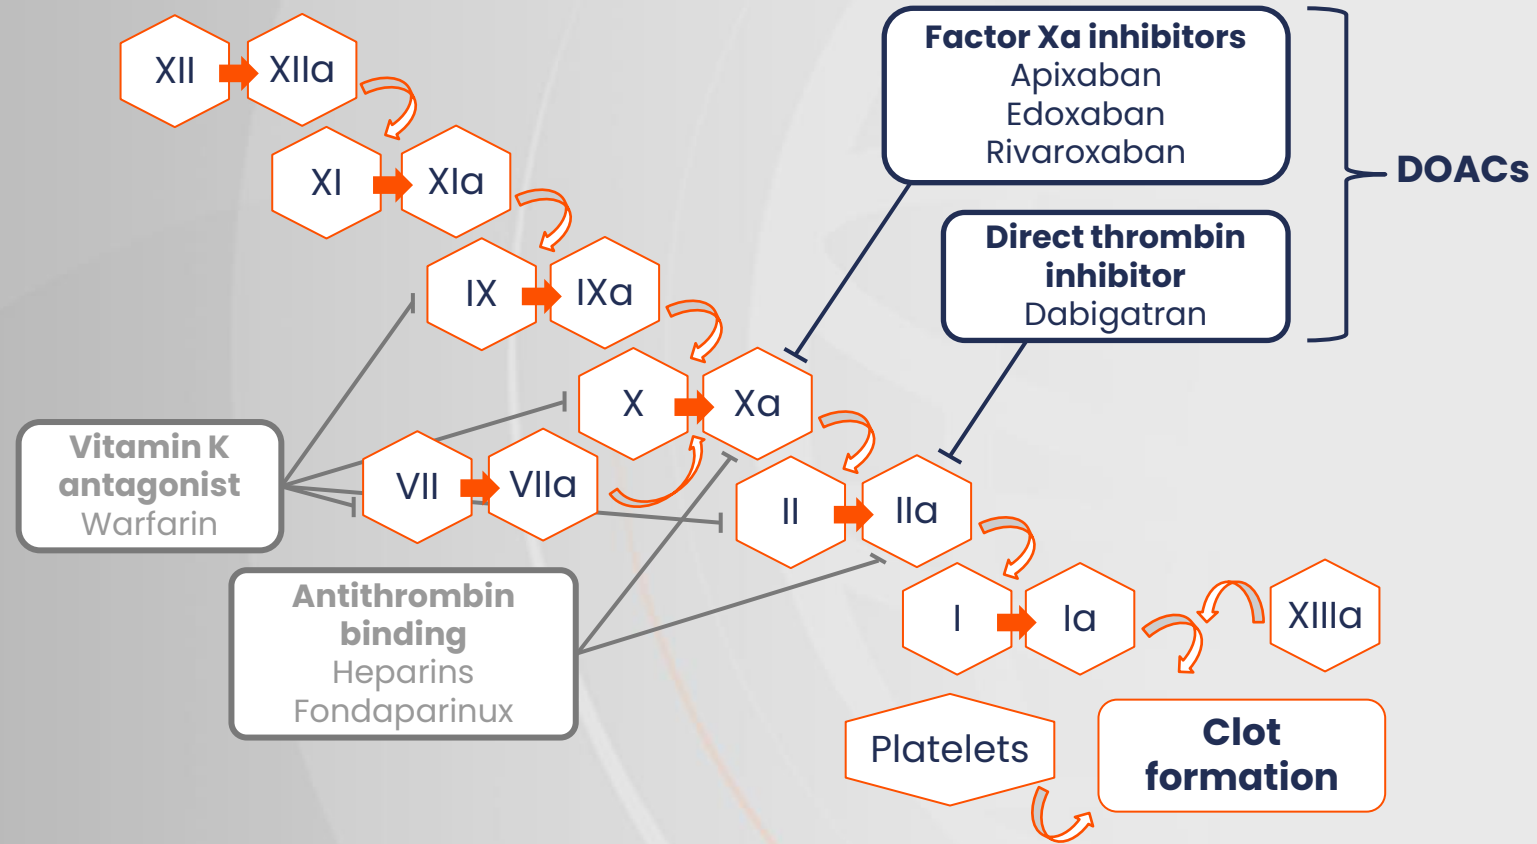 XII
XIIa
XI
XIa
IX
IXa
X
Xa
VII
VIIa
II
IIa
I
Ia
XIIIa
Platelets
Clot
formation
Factor Xa inhibitors
Apixaban
Edoxaban
Rivaroxaban
Direct thrombin
inhibitor
Dabigatran
DOACs
Vitamin K
antagonist
Warfarin
Antithrombin
binding
Heparins
Fondaparinux